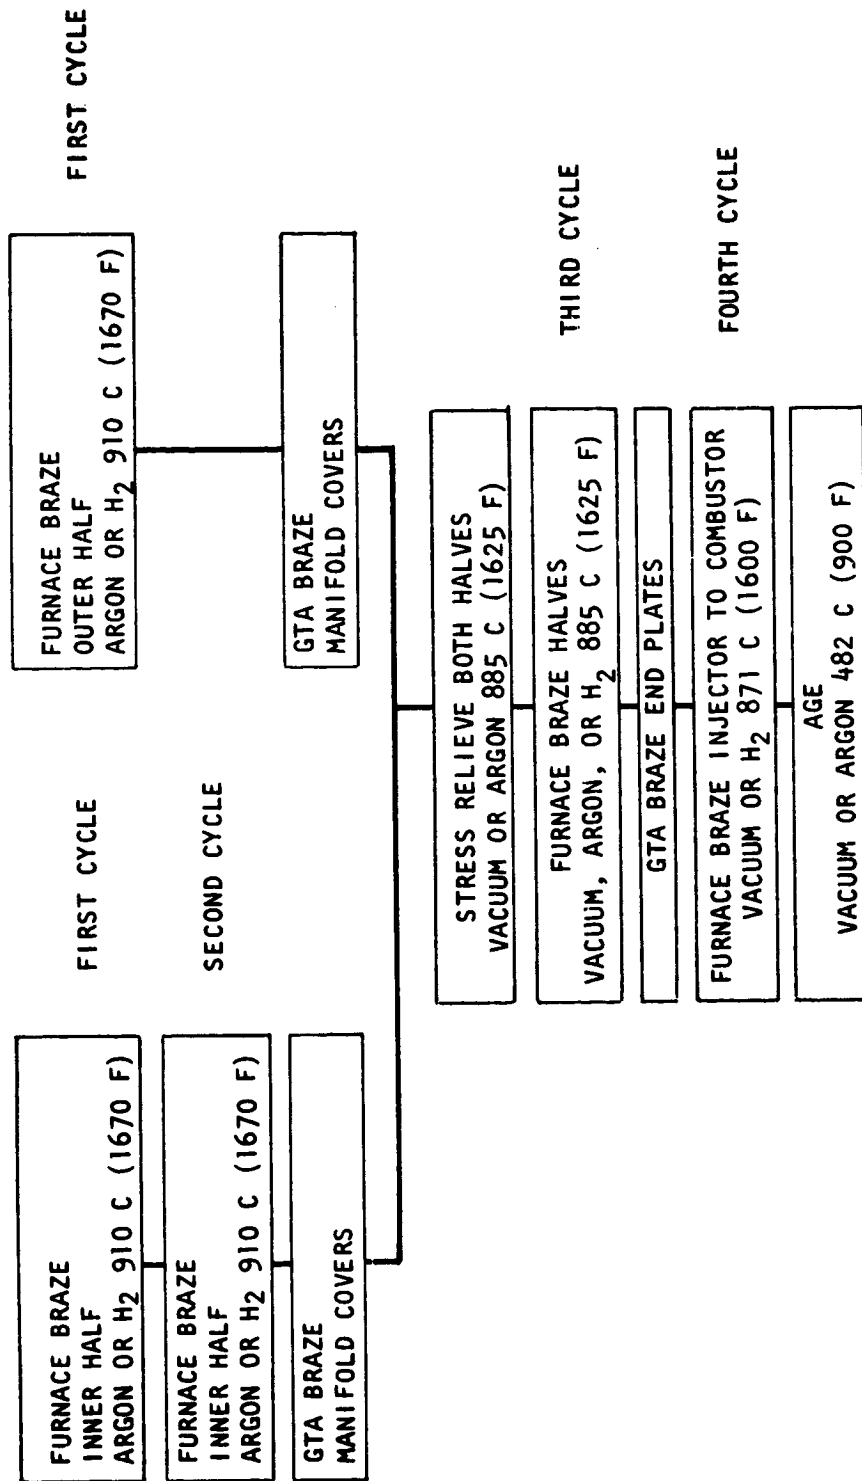 FURNACE BRAZE
INNER HALF
ARGON OR H2 910 C (1670 F)
FIRST CYCLE
FURNACE BRAZE
INNER HALF
ARGON OR H2 910 C (1670 F)
SECOND CYCLE
GTA BRAZE
MANIFOLD COVERS
FURNACE BRAZE
OUTER HALF
ARGON OR H2 910 C (1670 F)
FIRST CYCLE
GTA BRAZE
MANIFOLD COVERS
STRESS RELIEVE BOTH HALVES
VACUUM OR ARGON 885 C (1625 F)
FURNACE BRAZE HALVES
VACUUM, ARGON, OR H2 885 C (1625 F)
THIRD CYCLE
GTA BRAZE END PLATES
FURNACE BRAZE INJECTOR TO COMBUSTOR
VACUUM OR H2 871 C (1600 F)
FOURTH CYCLE
AGE
VACUUM OR ARGON 482 C (900 F)